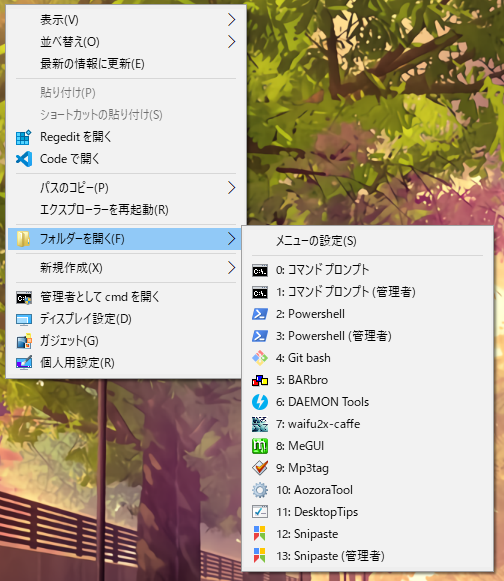 表示(V)
並べ替え(O)
最新の情報に更新(E)
貼り付け(P)
ショートカットの貼り付け(S)
Regedit を開く
Code で開く
パスのコピー(P)
エクスプローラーを再起動(R)
フォルダーを開く(F)
新規作成(X)
管理者として cmd を開く
ディスプレイ設定(D)
ガジェット(G)
個人用設定(R)
メニューの設定(S)
0: コマンドプロンプト
1: コマンドプロンプト (管理者)
2: Powershell
3: Powershell (管理者)
4: Git bash
5: BARbro
6: DAEMON Tools
7: waifu2x-caffe
8: MeGUI
9: Mp3tag
10: AozoraTool
11: DesktopTips
12: Snipaste
13: Snipaste (管理者)